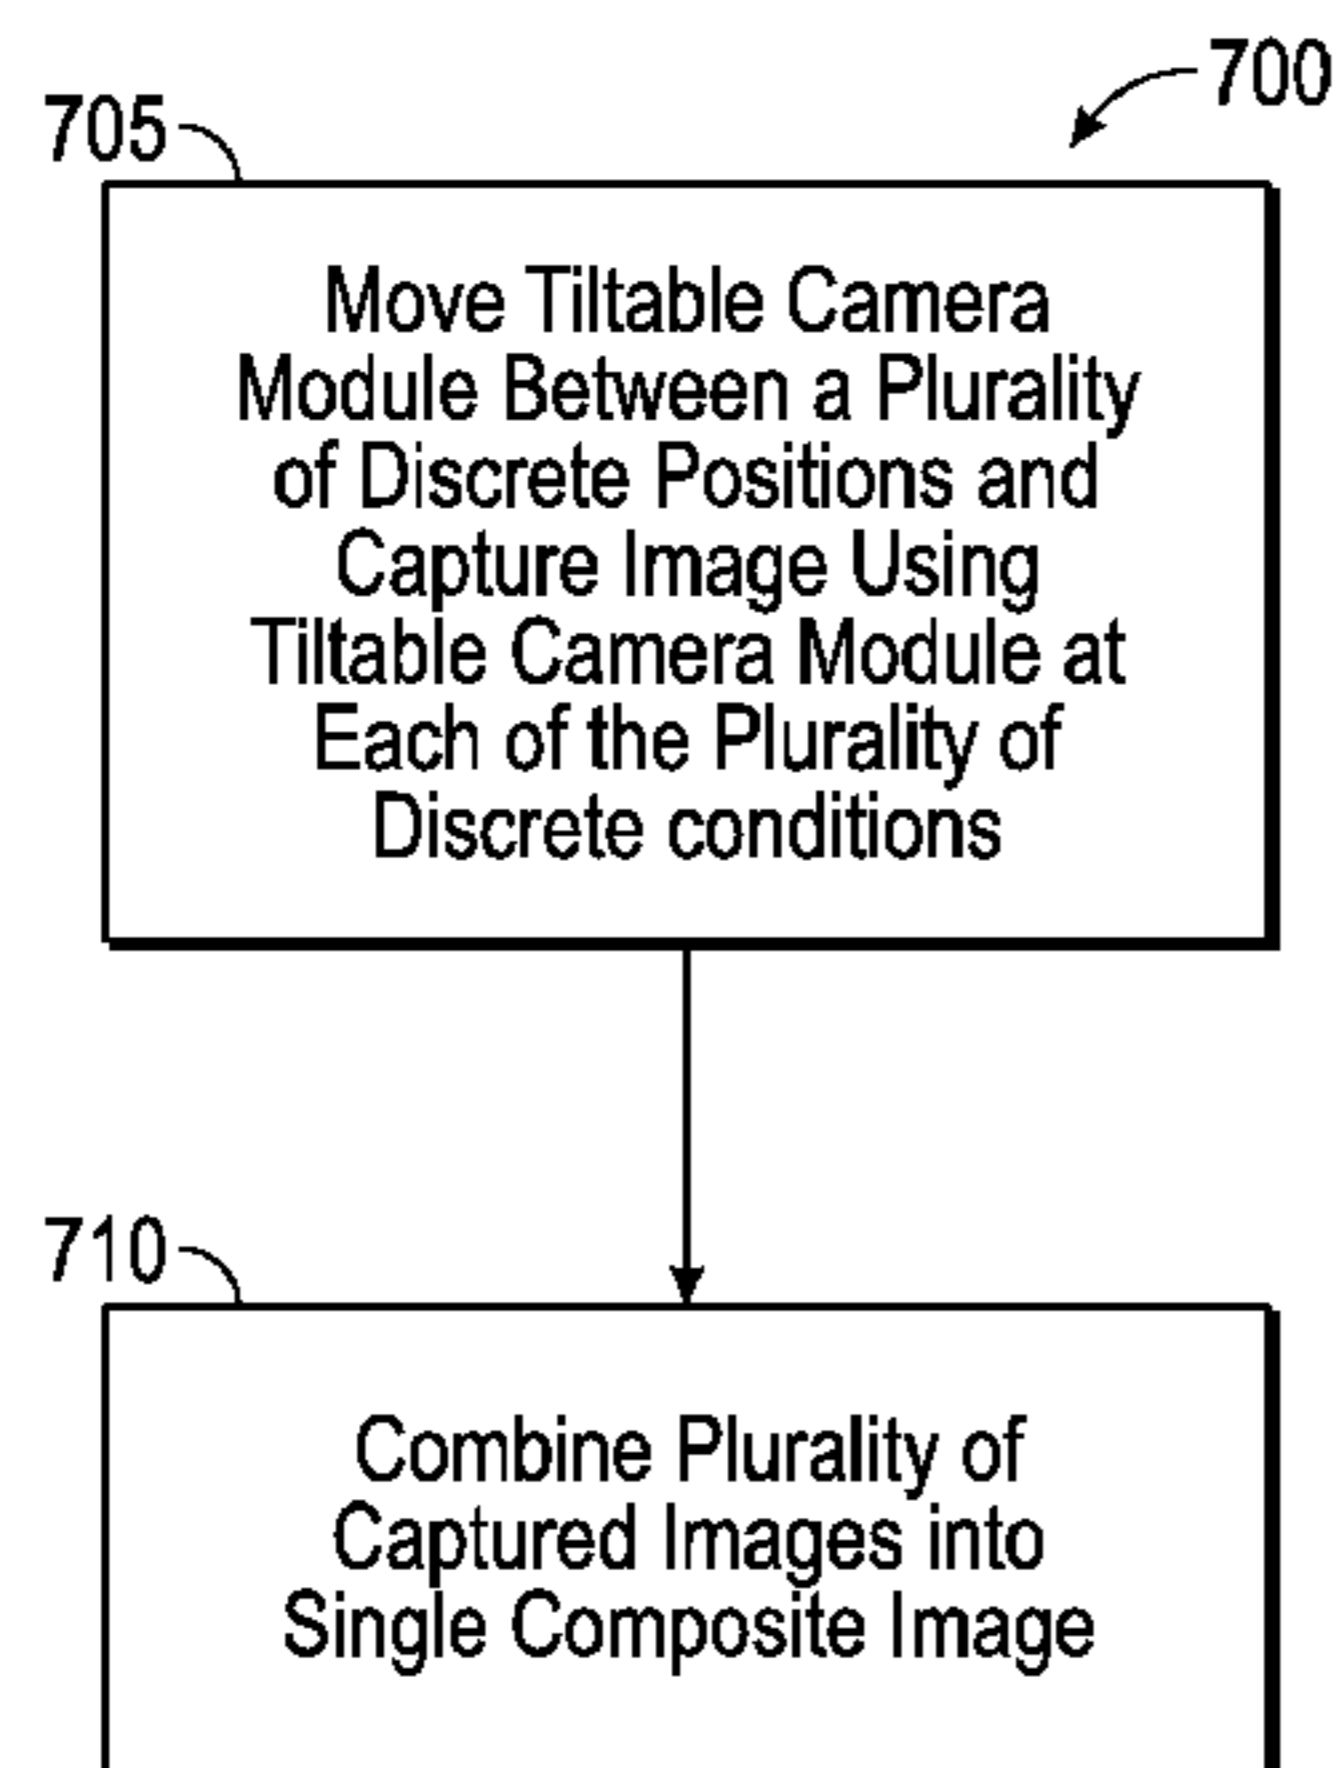 700
705
Move Tiltable Camera
Module Between a Plurality
of Discrete Positions and
Capture Image Using
Tiltable Camera Module at
Each of the Plurality of
Discrete conditions
710
Combine Plurality of
Captured Images into
Single Composite Image